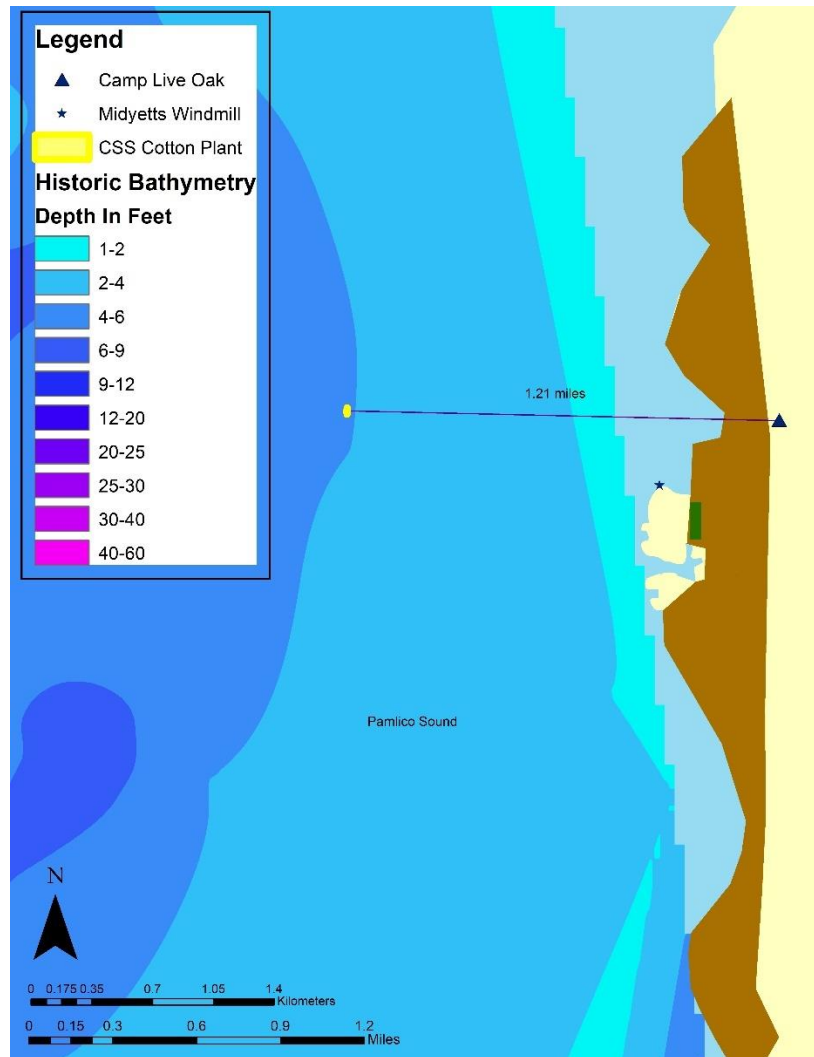 Legend
Camp Live Oak
Midyetts Windmill
CSS Cotton Plant
Historic Bathymetry
Depth In Feet
1-2
2-4
4-6
6-9
9-12
12-20
20-25
25-30
30-40
40-60
1.21 miles
Pamlico Sound
N
0 0.175 0.35 0.7 1.05 1.4
Kilometers
0 0.15 0.3 0.6 0.9 1.2
Miles